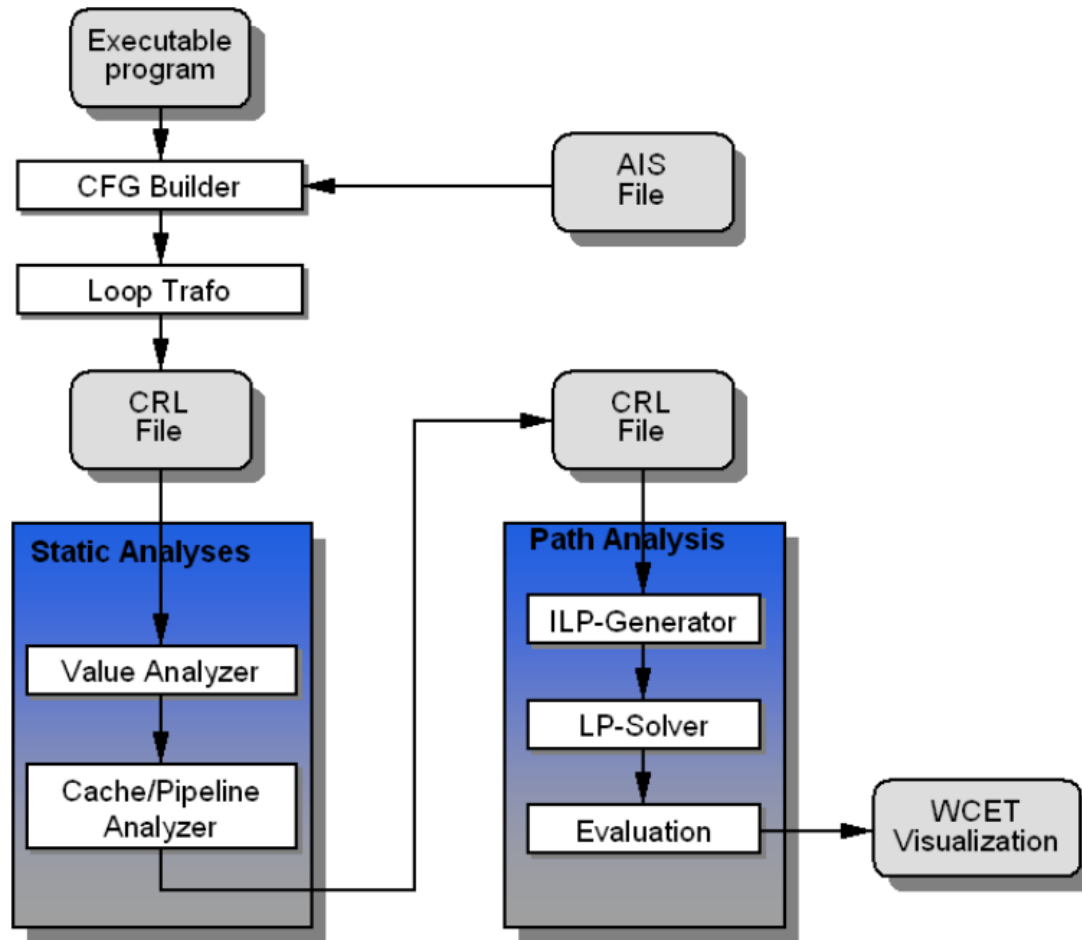 Executable
program
CFG Builder
AIS
File
Loop Trafo
CRL
File
CRL
File
Static Analyses
Value Analyzer
Cache/Pipeline
Analyzer
Path Analysis
ILP-Generator
LP-Solver
Evaluation
WCET
Visualization